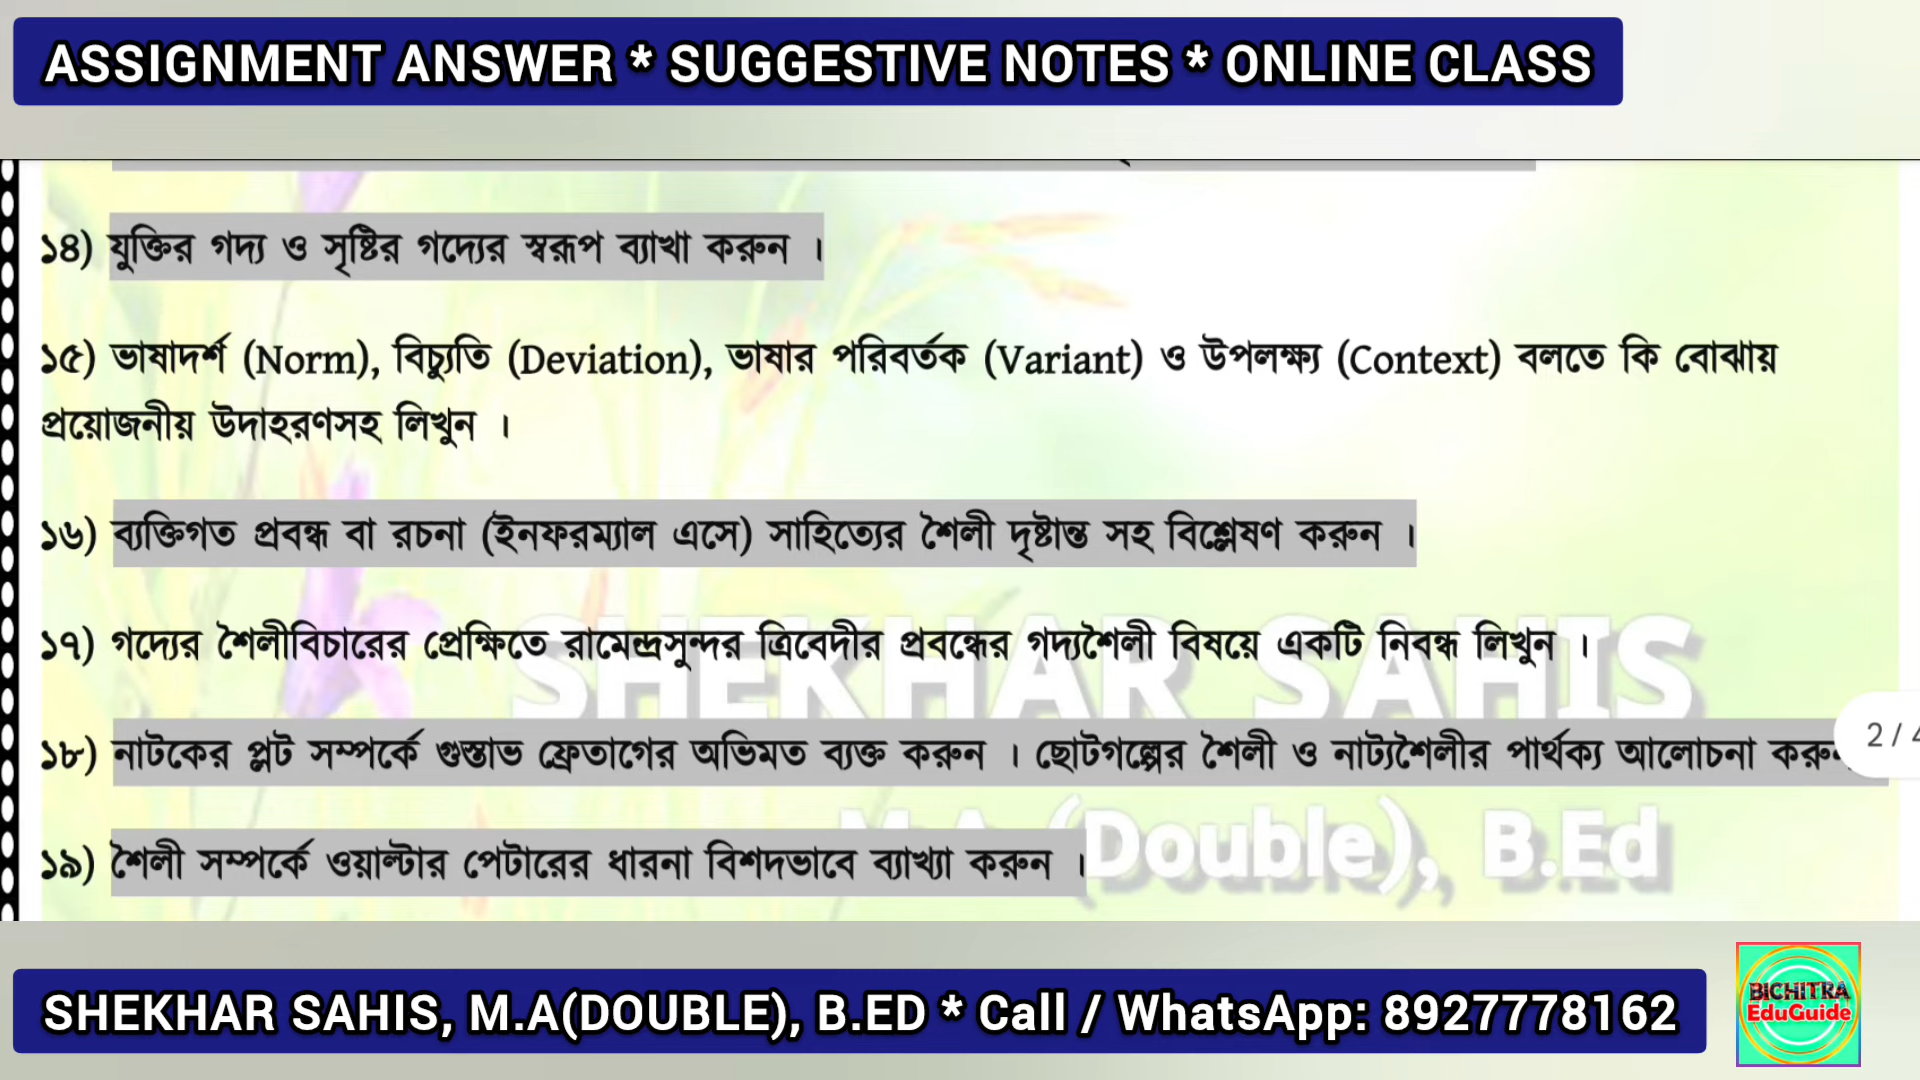 ASSIGNMENT ANSWER * SUGGESTIVE NOTES * ONLINE CLASS
১৪) যুক্তির গদ্য ও সৃষ্টির গদ্যের স্বরূপ ব্যাখা করুন ।
১৫) ভাষাদর্শ (Norm), বিচ্যুতি (Deviation), ভাষার পরিবর্তক (Variant) ও উপলক্ষ্য (Context) বলতে কি বোঝায়
প্রয়োজনীয় উদাহরণসহ লিখুন ।
১৬) ব্যক্তিগত প্রবন্ধ বা রচনা (ইনফরম্যাল এসে) সাহিত্যের শৈলী দৃষ্টান্ত সহ বিশ্লেষণ করুন ।
১৭) গদ্যের শৈলীবিচারের প্রেক্ষিতে রামেন্দ্রসুন্দর ত্রিবেদীর প্রবন্ধের গদ্যশৈলী বিষয়ে একটি নিবন্ধ লিখুন ।
SHEKHAR SAHIS
১৮) নাটকের প্লট সম্পর্কে গুস্তাভ ফ্রেতাগের অভিমত ব্যক্ত করুন । ছোটগল্পের শৈলী ও নাট্যশৈলীর পার্থক্য আলোচনা করুন
2 / 4
১৯) শৈলী সম্পর্কে ওয়াল্টার পেটারের ধারনা বিশদভাবে ব্যাখ্যা করুন ।
M.A (Double), B.Ed
SHEKHAR SAHIS, M.A(DOUBLE), B.ED * Call / WhatsApp: 8927778162
BICHITRA
EduGuide